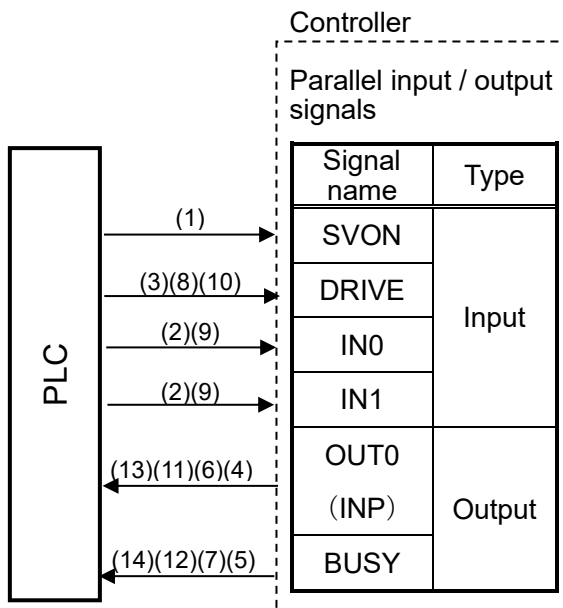 Controller
Parallel input / output
signals
Signal
name
Type
(1)
SVON
(3)(8)(10)
DRIVE
Input
(2)(9)
IN0
PLC
(2)(9)
IN1
(13)(11)(6)(4)
OUT0
（INP）
Output
(14)(12)(7)(5)
BUSY